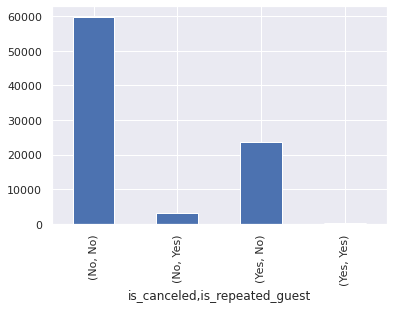 60000
50000
40000
30000
20000
10000
0
(No, No)
(No, Yes)
(Yes, No)
(Yes, Yes)
is_canceled,is_repeated_guest